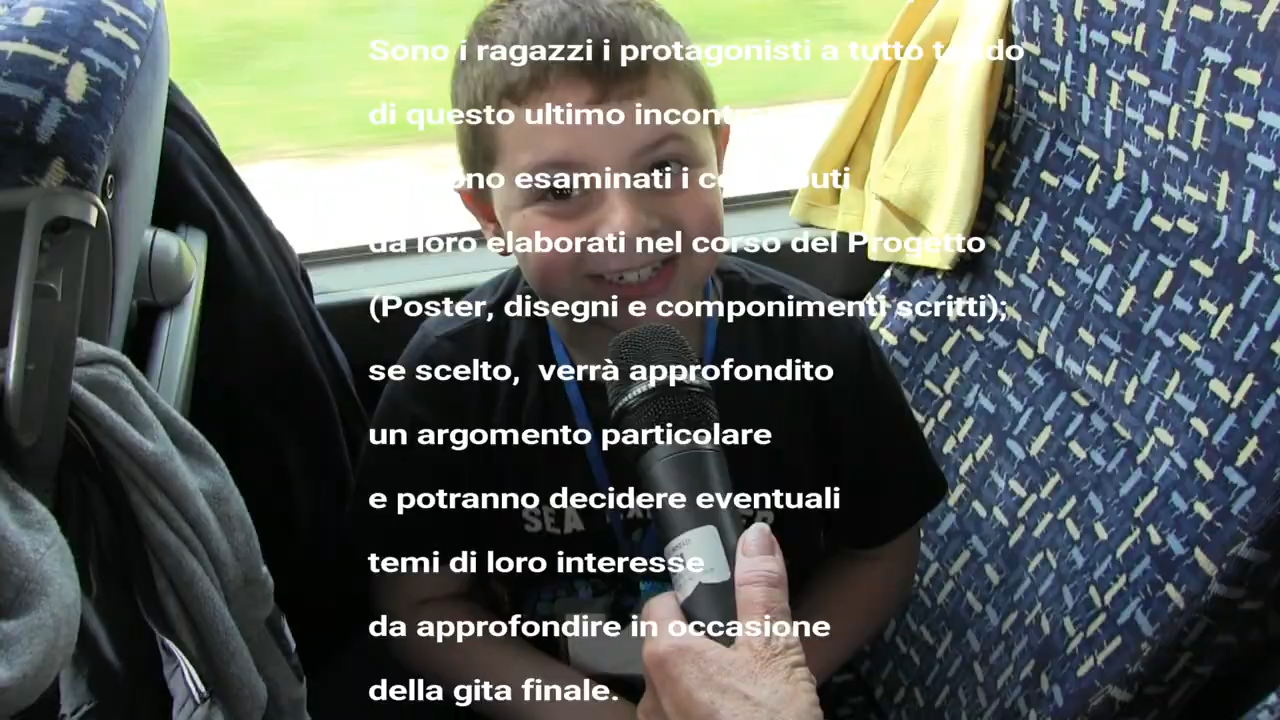 Sono i ragazzi i protagonisti a tutto
di questo ultimo
esaminati i
da loro elaborati nel corso del Progetto
(Poster, disegni e componimenti scritti);
se scelto, verrà approfondito
un argomento particolare
e potranno decidere eventuali
SEA
temi di loro interesse
da approfondire in occasione
della gita finale.